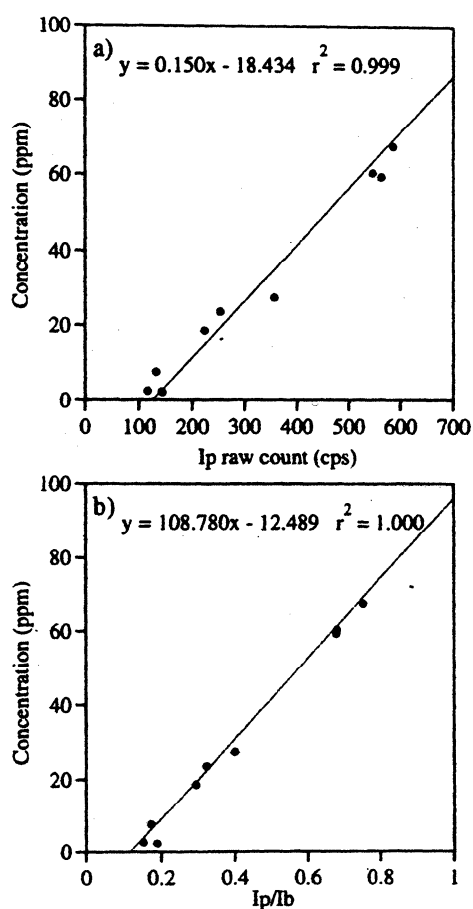 100
a)
y = 0.150x - 18.434 r2 = 0.999
80
60
40
20
0
Concentration (ppm)
0 100 200 300 400 500 600 700
Ip raw count (cps)
100
b)
y = 108.780x - 12.489 r2 = 1.000
80
60
40
20
0
Concentration (ppm)
0 0.2 0.4 0.6 0.8 1
Ip/Ib